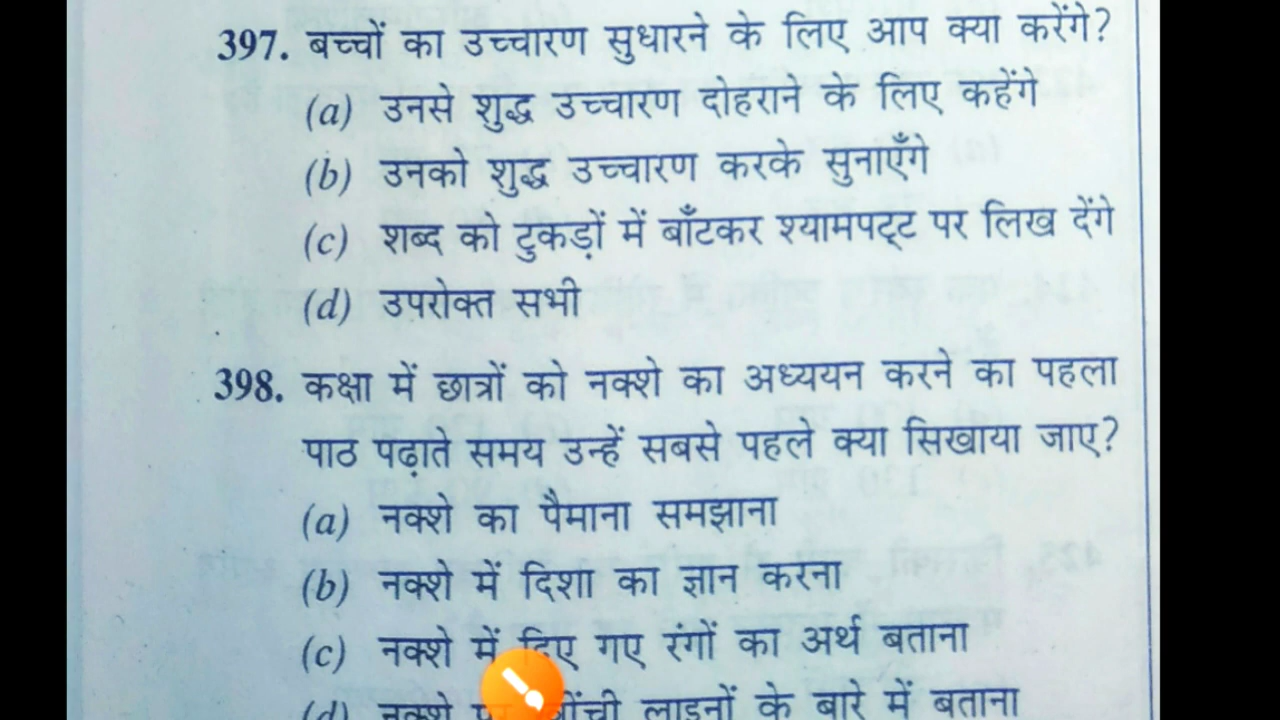 397. बच्चों का उच्चारण सुधारने के लिए आप क्या करेंगे?
(a) उनसे शुद्ध उच्चारण दोहराने के लिए कहेंगे
(b) उनको शुद्ध उच्चारण करके सुनाएँगे
(c) शब्द को टुकड़ों में बाँटकर श्यामपट्ट पर लिख देंगे
(d) उपरोक्त सभी
398. कक्षा में छात्रों को नक्शे का अध्ययन करने का पहला
पाठ पढ़ाते समय उन्हें सबसे पहले क्या सिखाया जाए?
(a) नक्शे का पैमाना समझाना
(b) नक्शे में दिशा का ज्ञान करना
(c) नक्शे में दिए गए रंगों का अर्थ बताना
(d) नक्शे लाइनों के बारे में बताना